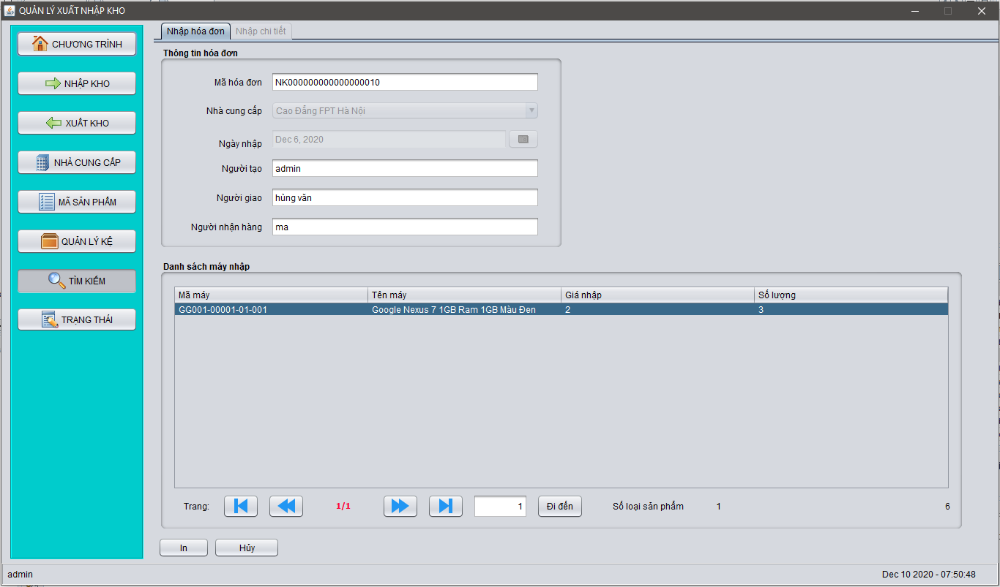 QUẢN LÝ XUẤT NHẬP KHO
CHƯƠNG TRÌNH
NHẬP KHO
XUẤT KHO
NHÀ CUNG CẤP
MÃ SẢN PHẨM
QUẢN LÝ KỆ
TÌM KIẾM
TRẠNG THÁI
Nhập hóa đơn Nhập chi tiết
Thông tin hóa đơn
Mã hóa đơn NK000000000000000010
Nhà cung cấp Cao Đẳng FPT Hà Nội
Ngày nhập Dec 6, 2020
Người tạo admin
Người giao hùng văn
Người nhận hàng ma
Danh sách máy nhập
Mã máy Tên máy Giá nhập Số lượng
GG001-00001-01-001 Google Nexus 7 1GB Ram 1GB Màu Đen 2 3
Trang: 1/1 1 Đi đến Số loại sản phẩm 1 6
In Hủy
admin Dec 10 2020 - 07:50:48